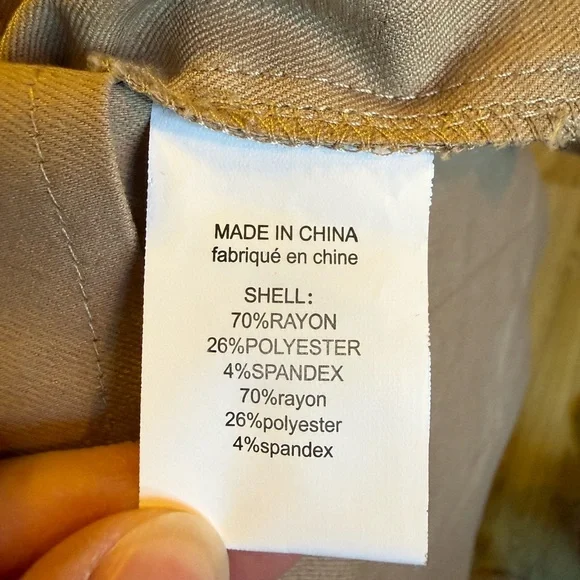 MADE IN CHINA
fabriqué en chine
SHELL:
70%RAYON
26%POLYESTER
4%SPANDEX
70%rayon
26%polyester
4%spandex